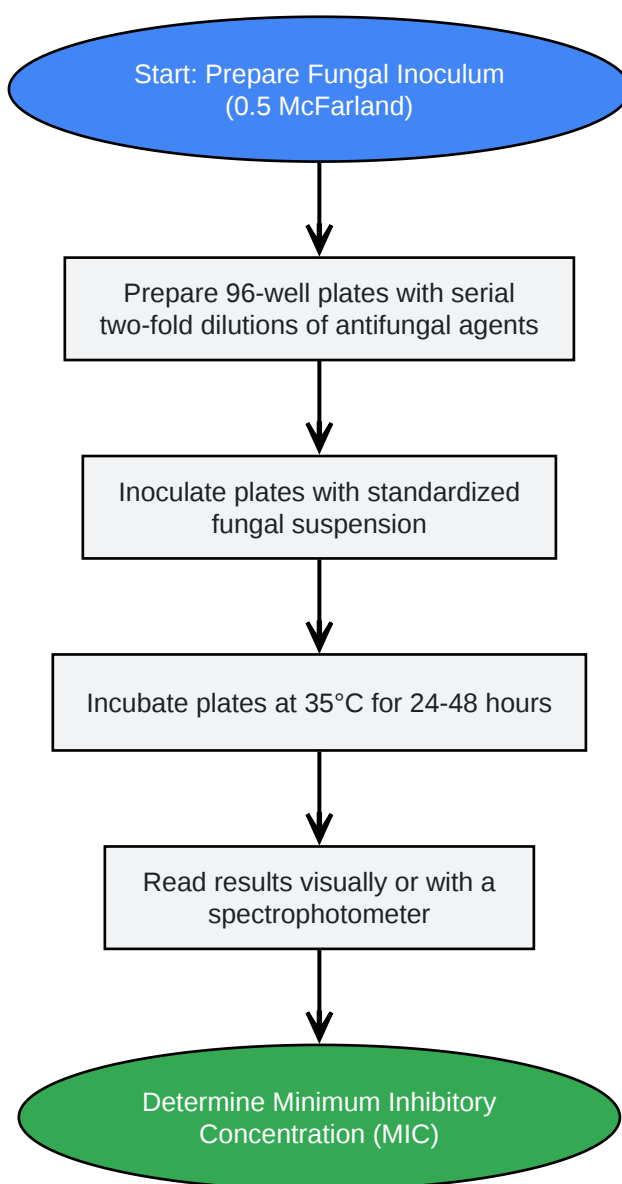 Start: Prepare Fungal Inoculum
(0.5 McFarland)
Prepare 96-well plates with serial
two-fold dilutions of antifungal agents
Inoculate plates with standardized
fungal suspension
Incubate plates at 35°C for 24-48 hours
Read results visually or with a
spectrophotometer
Determine Minimum Inhibitory
Concentration (MIC)